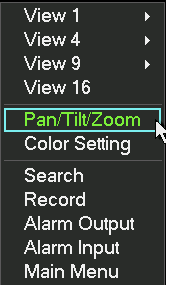 View 1
View 4
View 9
View 16
Pan/Tilt/Zoom
Color Setting
Search
Record
Alarm Output
Alarm Input
Main Menu